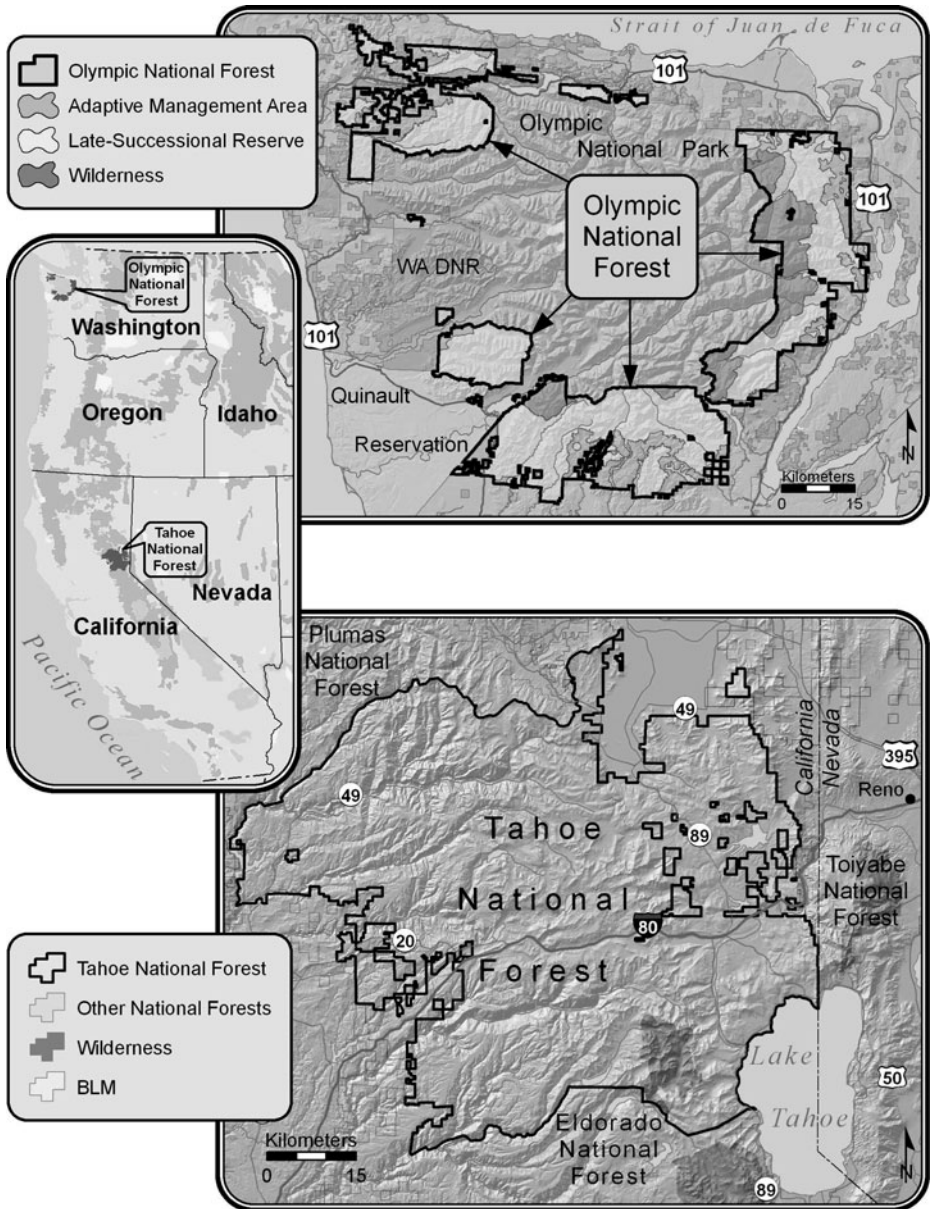 Strait of Juan de Fuca
Olympic National Forest
Adaptive Management Area
Late-Successional Reserve
Wilderness
101
Olympic
National Park
101
Olympic
National
Forest
WA DNR
101
Quinault
Reservation
N
Kilometers
15
Olympic
National
Forest
Washington
Oregon
Idaho
Tahoe
National
Forest
Nevada
California
Pacific Ocean
Plumas
National
Forest
49
California
Nevada
395
Reno
49
Tahoe
89
Toiyabe
National
Forest
National
80
20
Forest
Tahoe National Forest
Other National Forests
Wilderness
BLM
Lake
Tahoe
50
Eldorado
National
Forest
Kilometers
15
89
N